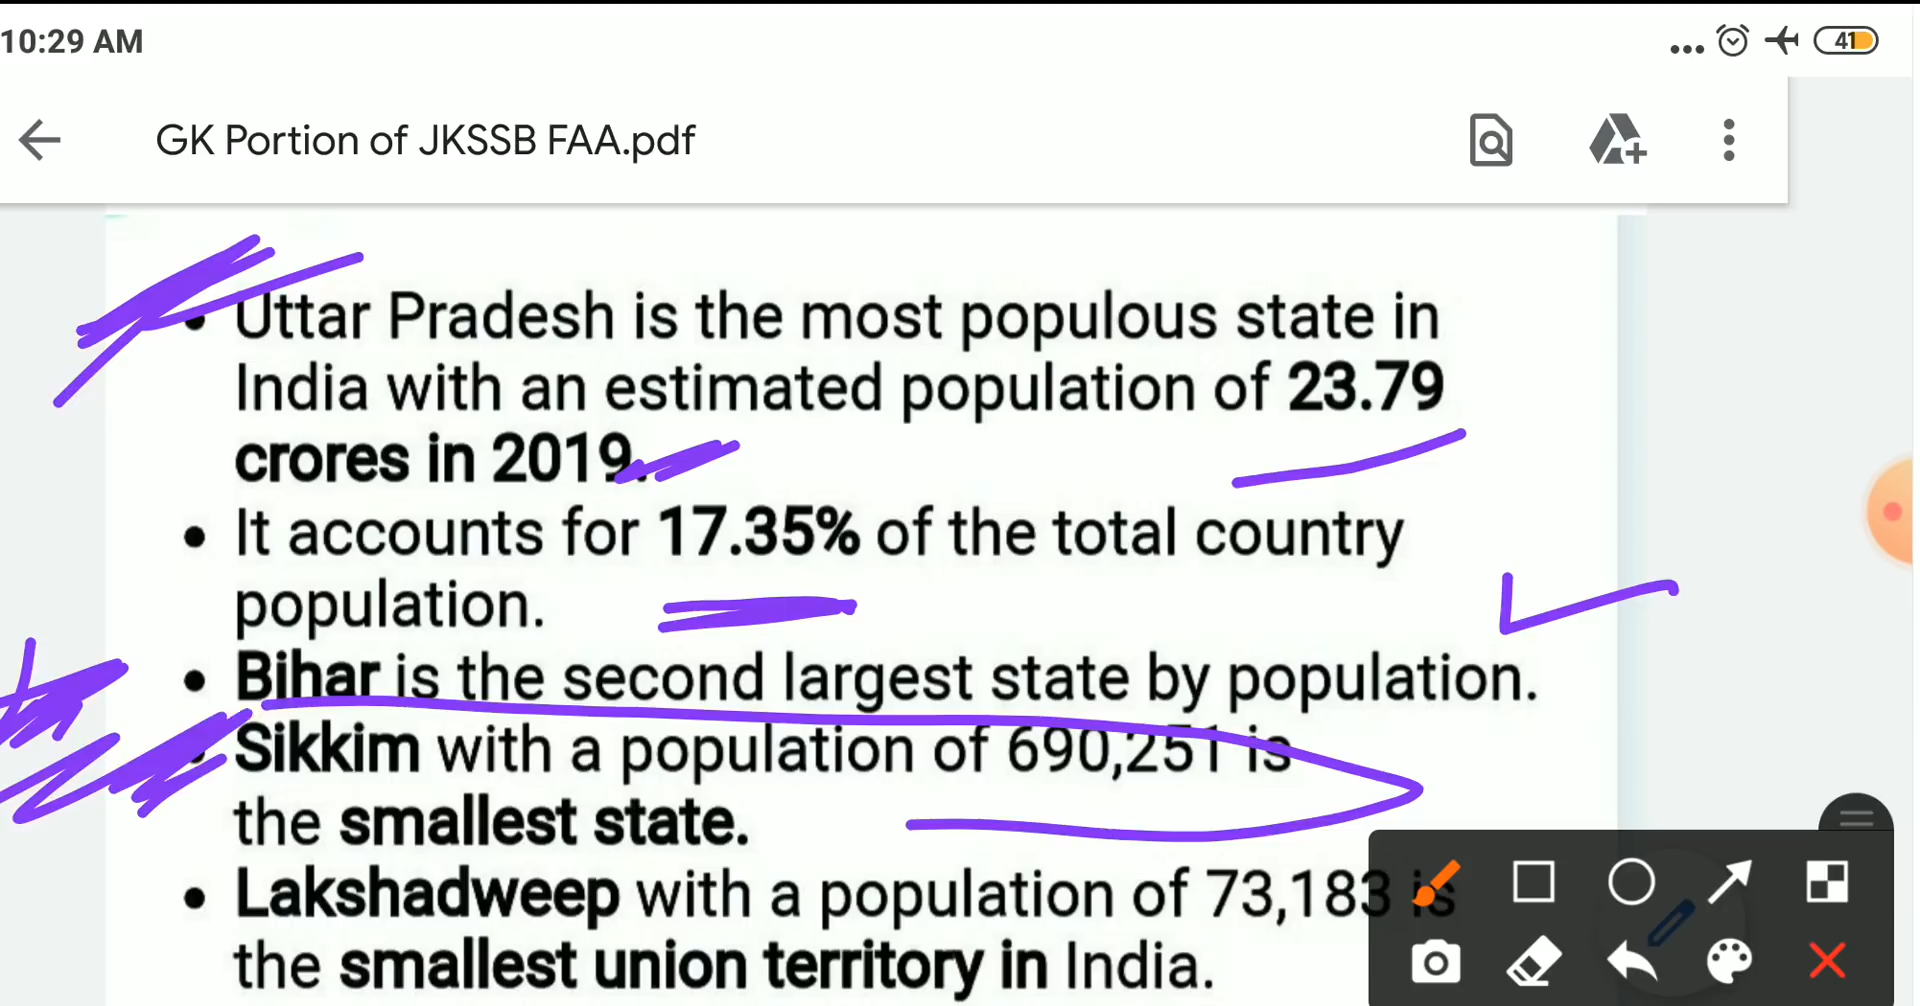 10:29 AM
41
GK Portion of JKSSB FAA.pdf
• Uttar Pradesh is the most populous state in
India with an estimated population of 23.79
crores in 2019.
• It accounts for 17.35% of the total country
population.
• Bihar is the second largest state by population.
• Sikkim with a population of 690,251 is
the smallest state.
• Lakshadweep with a population of 73,183 is
the smallest union territory in India.